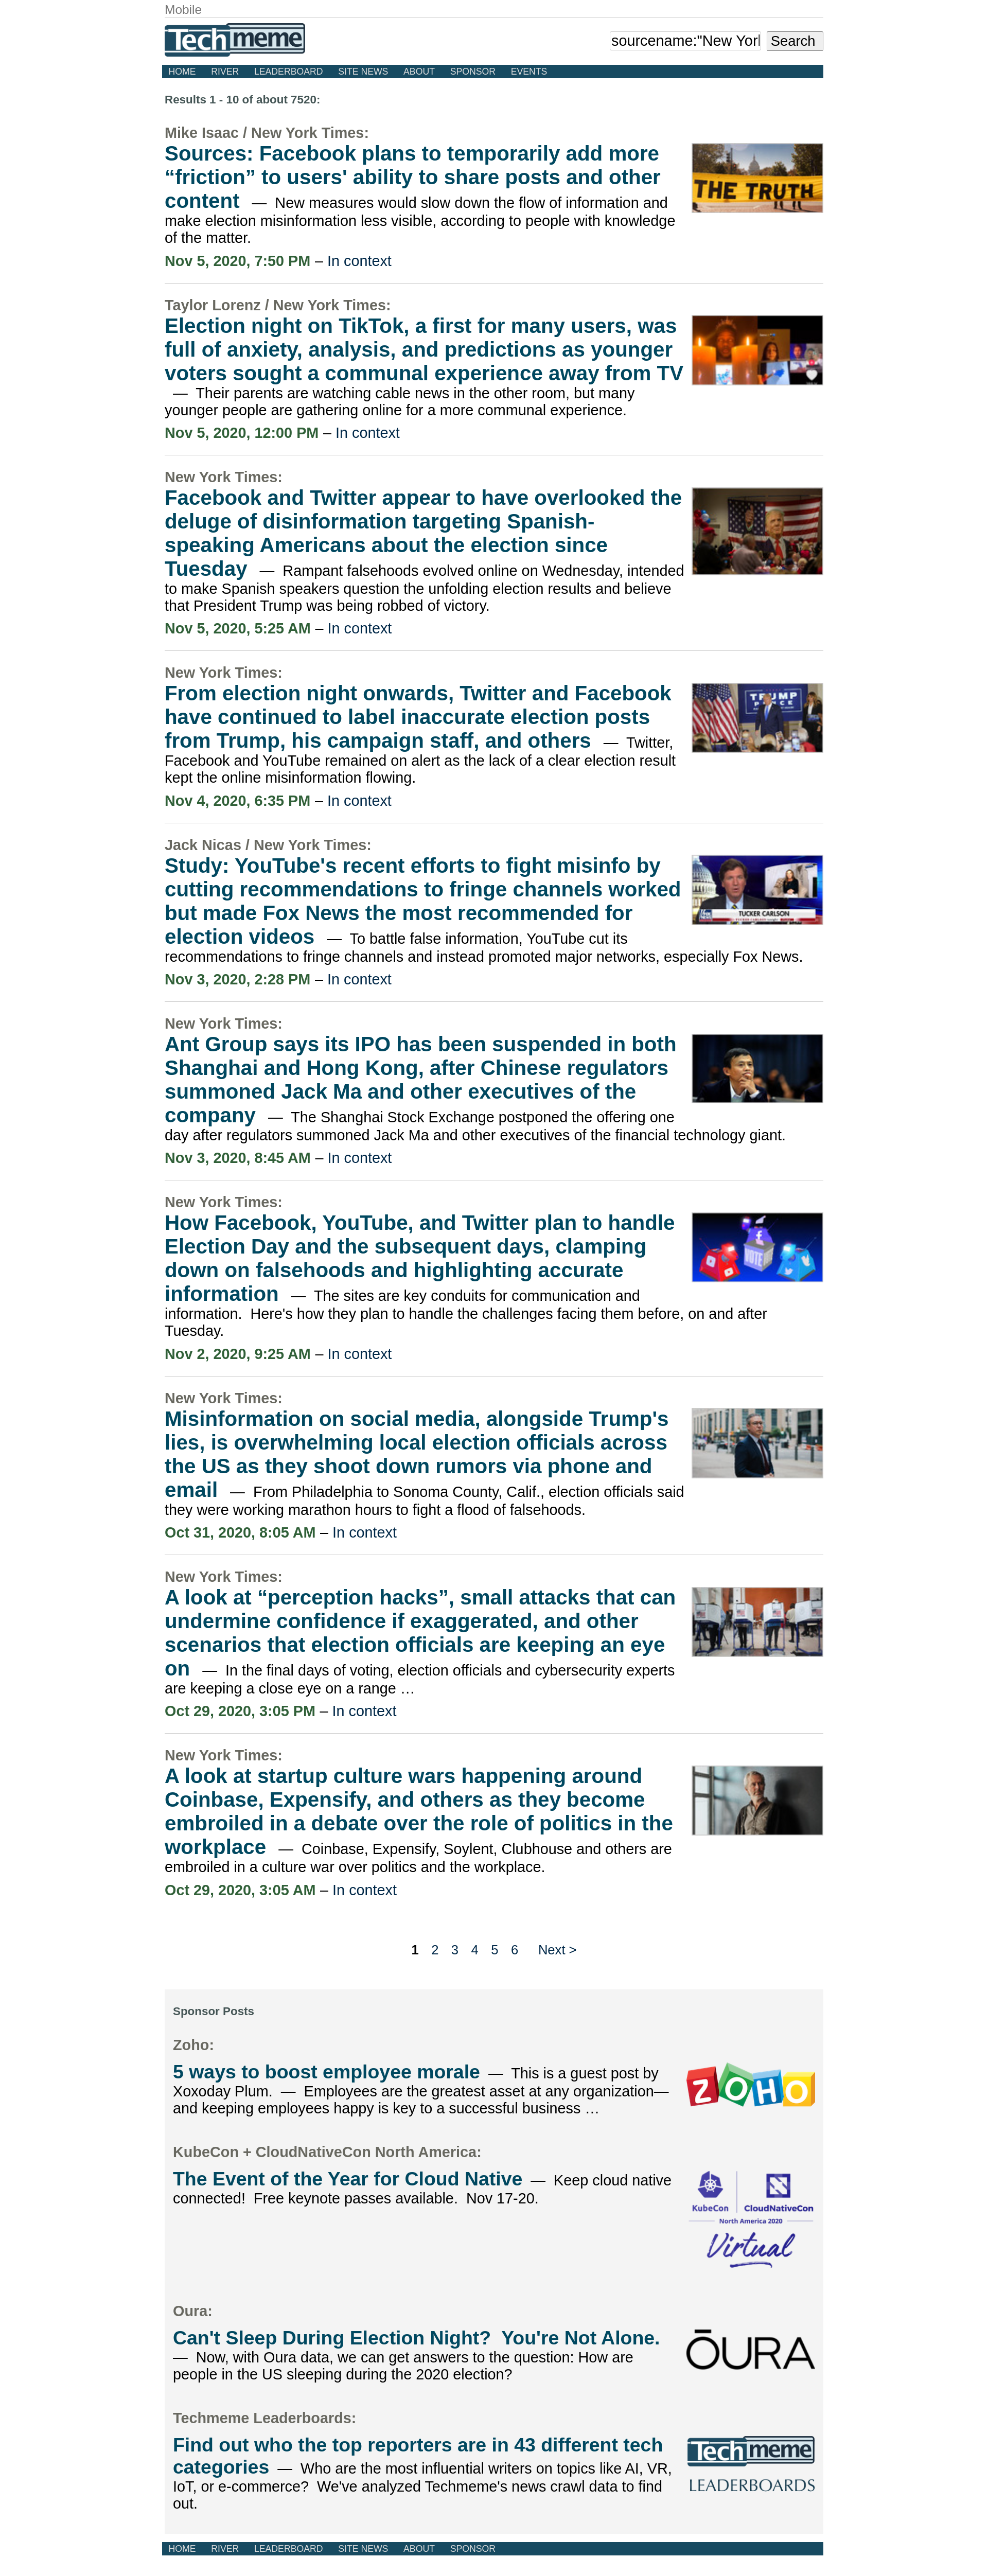 Mobile
Techmeme
sourcename:"New Yorl
Search
HOME RIVER LEADERBOARD SITE NEWS ABOUT SPONSOR EVENTS
Results 1 - 10 of about 7520:
Mike Isaac / New York Times:
Sources: Facebook plans to temporarily add more
“friction” to users' ability to share posts and other
content — New measures would slow down the flow of information and
make election misinformation less visible, according to people with knowledge
of the matter.
THE TRUTH
Nov 5, 2020, 7:50 PM – In context
Taylor Lorenz / New York Times:
Election night on TikTok, a first for many users, was
full of anxiety, analysis, and predictions as younger
voters sought a communal experience away from TV
— Their parents are watching cable news in the other room, but many
younger people are gathering online for a more communal experience.
Nov 5, 2020, 12:00 PM – In context
New York Times:
Facebook and Twitter appear to have overlooked the
deluge of disinformation targeting Spanish-
speaking Americans about the election since
Tuesday — Rampant falsehoods evolved online on Wednesday, intended
to make Spanish speakers question the unfolding election results and believe
that President Trump was being robbed of victory.
Nov 5, 2020, 5:25 AM – In context
New York Times:
From election night onwards, Twitter and Facebook
have continued to label inaccurate election posts
from Trump, his campaign staff, and others — Twitter,
Facebook and YouTube remained on alert as the lack of a clear election result
kept the online misinformation flowing.
TRUMP
PENCE
Nov 4, 2020, 6:35 PM – In context
Jack Nicas / New York Times:
Study: YouTube's recent efforts to fight misinfo by
cutting recommendations to fringe channels worked
but made Fox News the most recommended for
election videos — To battle false information, YouTube cut its
recommendations to fringe channels and instead promoted major networks, especially Fox News.
TUCKER CARLSON
Nov 3, 2020, 2:28 PM – In context
New York Times:
Ant Group says its IPO has been suspended in both
Shanghai and Hong Kong, after Chinese regulators
summoned Jack Ma and other executives of the
company — The Shanghai Stock Exchange postponed the offering one
day after regulators summoned Jack Ma and other executives of the financial technology giant.
Nov 3, 2020, 8:45 AM – In context
New York Times:
How Facebook, YouTube, and Twitter plan to handle
Election Day and the subsequent days, clamping
down on falsehoods and highlighting accurate
information — The sites are key conduits for communication and
information. Here's how they plan to handle the challenges facing them before, on and after
Tuesday.
VOTE
Nov 2, 2020, 9:25 AM – In context
New York Times:
Misinformation on social media, alongside Trump's
lies, is overwhelming local election officials across
the US as they shoot down rumors via phone and
email — From Philadelphia to Sonoma County, Calif., election officials said
they were working marathon hours to fight a flood of falsehoods.
Oct 31, 2020, 8:05 AM – In context
New York Times:
A look at “perception hacks”, small attacks that can
undermine confidence if exaggerated, and other
scenarios that election officials are keeping an eye
on — In the final days of voting, election officials and cybersecurity experts
are keeping a close eye on a range …
Oct 29, 2020, 3:05 PM – In context
New York Times:
A look at startup culture wars happening around
Coinbase, Expensify, and others as they become
embroiled in a debate over the role of politics in the
workplace — Coinbase, Expensify, Soylent, Clubhouse and others are
embroiled in a culture war over politics and the workplace.
Oct 29, 2020, 3:05 AM – In context
1 2 3 4 5 6 Next >
Sponsor Posts
Zoho:
5 ways to boost employee morale — This is a guest post by
Xoxoday Plum. — Employees are the greatest asset at any organization—
and keeping employees happy is key to a successful business …
ZOHO
KubeCon + CloudNativeCon North America:
The Event of the Year for Cloud Native — Keep cloud native
connected! Free keynote passes available. Nov 17-20.
KubeCon CloudNativeCon
North America 2020
Virtual
Oura:
Can't Sleep During Election Night? You're Not Alone.
— Now, with Oura data, we can get answers to the question: How are
people in the US sleeping during the 2020 election?
ŌURA
Techmeme Leaderboards:
Find out who the top reporters are in 43 different tech
categories — Who are the most influential writers on topics like AI, VR,
IoT, or e-commerce? We've analyzed Techmeme's news crawl data to find
out.
Techmeme
LEADERBOARDS
HOME RIVER LEADERBOARD SITE NEWS ABOUT SPONSOR